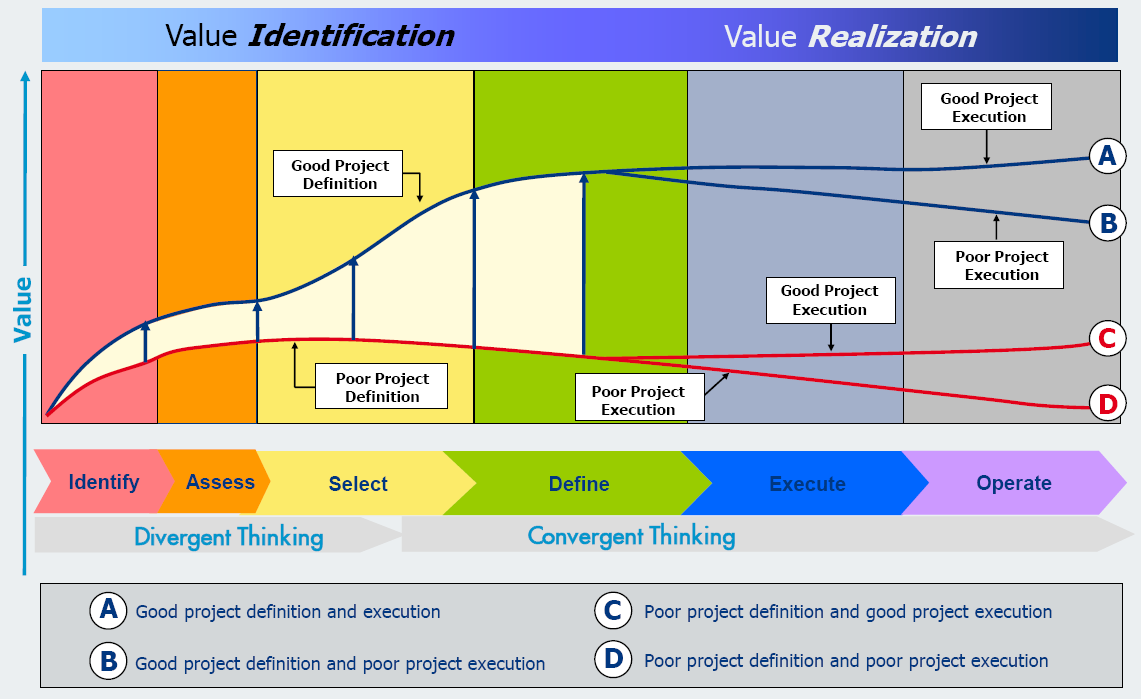 Value Identification
Value Realization
Good Project
Execution
A
Good Project
Definition
B
Poor Project
Execution
Value
Good Project
Execution
C
Poor Project
Definition
Poor Project
Execution
D
Identify
Assess
Select
Define
Execute
Operate
Divergent Thinking
Convergent Thinking
A Good project definition and execution
C Poor project definition and good project execution
B Good project definition and poor project execution
D Poor project definition and poor project execution